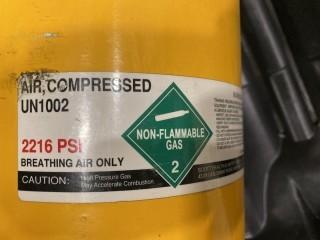 AIR, COMPRESSED
UN1002
2216 PSI
BREATHING AIR ONLY
CAUTION: High Pressure Gas
May Accelerate Combustion
NON-FLAMMABLE
GAS
2